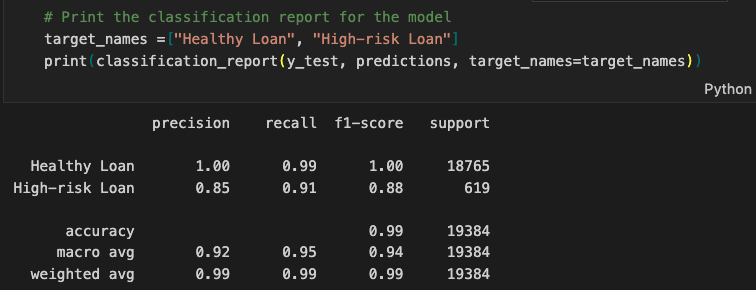 # Print the classification report for the model
target_names =["Healthy Loan", "High-risk Loan"]
print(classification_report(y_test, predictions, target_names=target_names))
Python
precision recall f1-score support
Healthy Loan 1.00 0.99 1.00 18765
High-risk Loan 0.85 0.91 0.88 619
accuracy 0.99 19384
macro avg 0.92 0.95 0.94 19384
weighted avg 0.99 0.99 0.99 19384